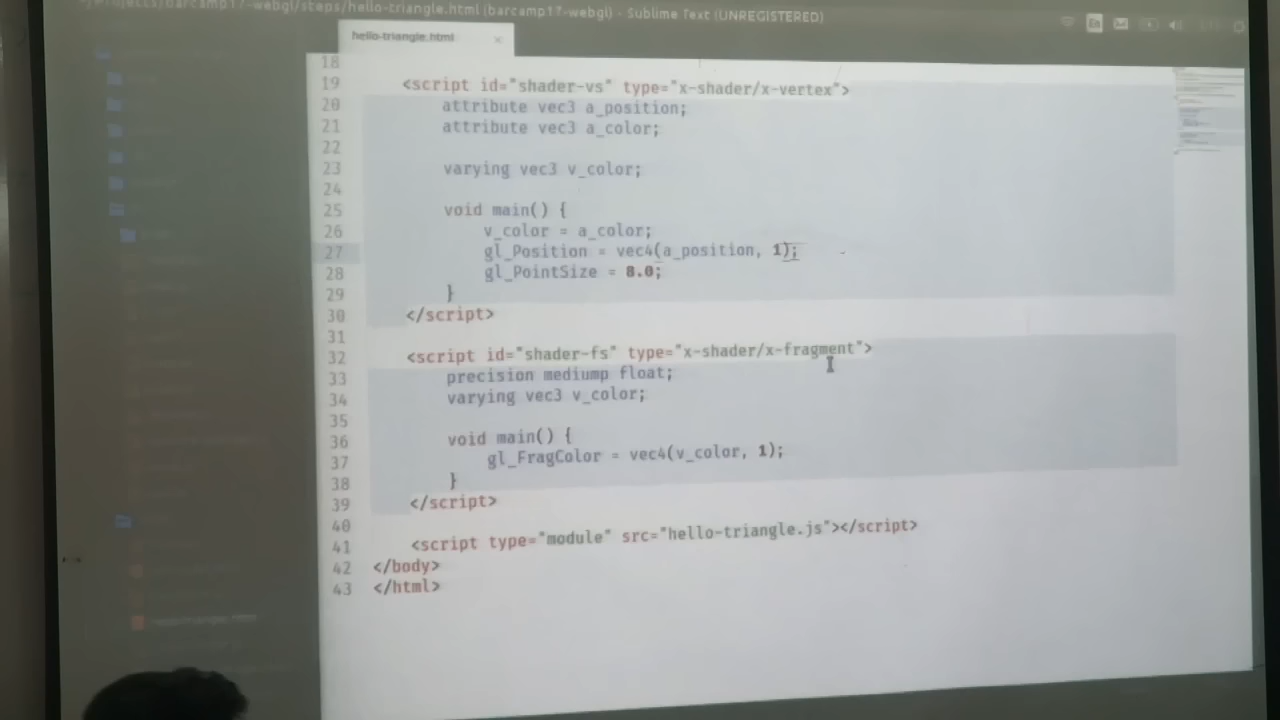 /projects/barcamp17-webgl/steps/hello-triangle.html (barcamp17-webgl) - Sublime Text (UNREGISTERED)
En
hello-triangle.html ×
18
19 <script id="shader-vs" type="x-shader/x-vertex">
20 attribute vec3 a_position;
21 attribute vec3 a_color;
22
23 varying vec3 v_color;
24
25 void main() {
26 v_color = a_color;
27 gl_Position = vec4(a_position, 1);
28 gl_PointSize = 8.0;
29 }
30 </script>
31
32 <script id="shader-fs" type="x-shader/x-fragment">
33 precision mediump float;
34 varying vec3 v_color;
35
36 void main() {
37 gl_FragColor = vec4(v_color, 1);
38 }
39 </script>
40
41 <script type="module" src="hello-triangle.js"></script>
42 </body>
43 </html>